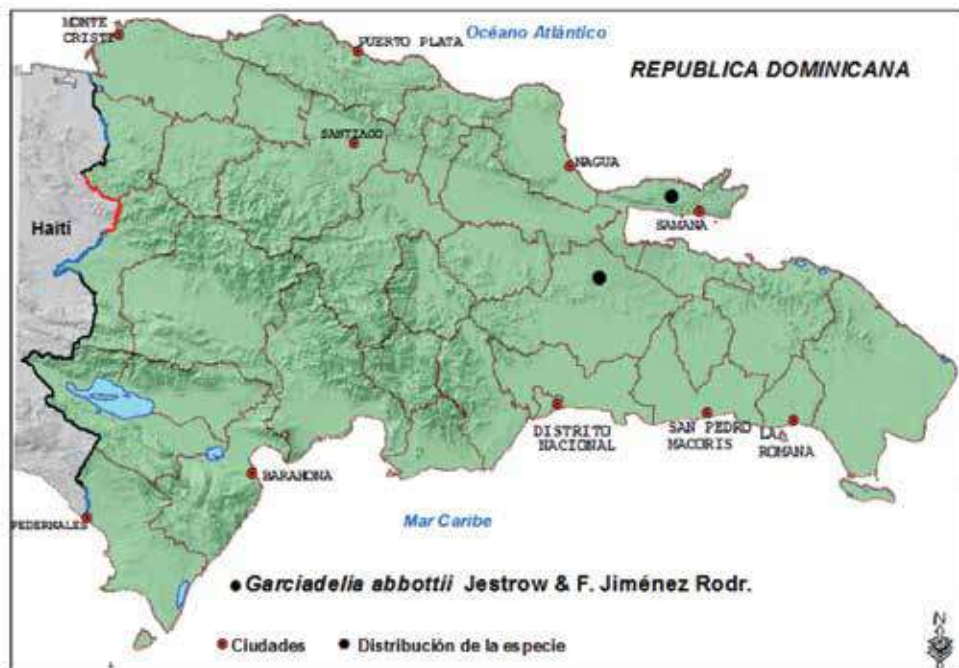 MONTE
CRISTI
PUERTO PLATA
Océano Atlántico
REPUBLICA DOMINICANA
SANTIAGO
NAGUA
Haití
SAMANA
DISTRITO
NACIONAL
SAN PEDRO
MACORIS
LA
ROMANA
BARAHONA
PEDERNALES
Mar Caribe
Garciadelia abbottii Jestrow & F. Jiménez Rodr.
Ciudades
Distribución de la especie
N